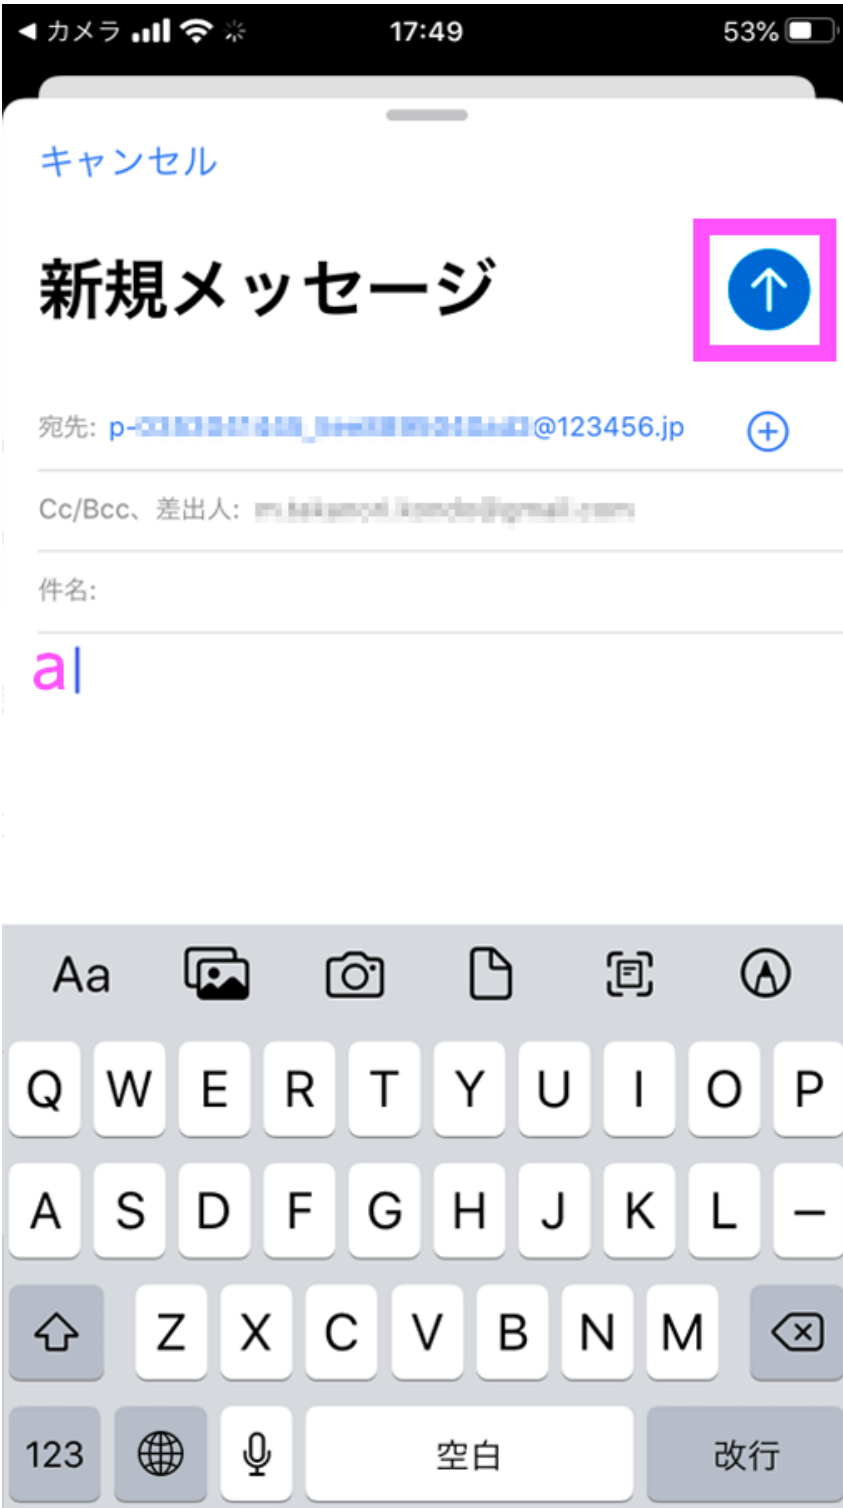 カメラ 17:49 53%
キャンセル
新規メッセージ
宛先: p- @123456.jp
Cc/Bcc、差出人:
件名:
a
Aa
Q W E R T Y U I O P
A S D F G H J K L ー
Z X C V B N M
123 空白 改行